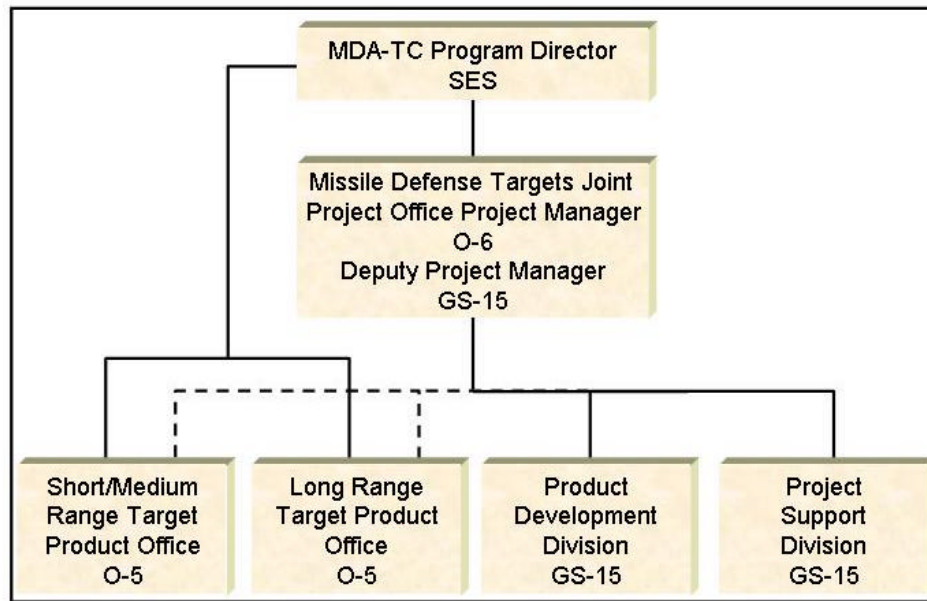 MDA-TC Program Director
SES
Missile Defense Targets Joint
Project Office Project Manager
O-6
Deputy Project Manager
GS-15
Short/Medium
Range Target
Product Office
O-5
Long Range
Target Product
Office
O-5
Product
Development
Division
GS-15
Project
Support
Division
GS-15